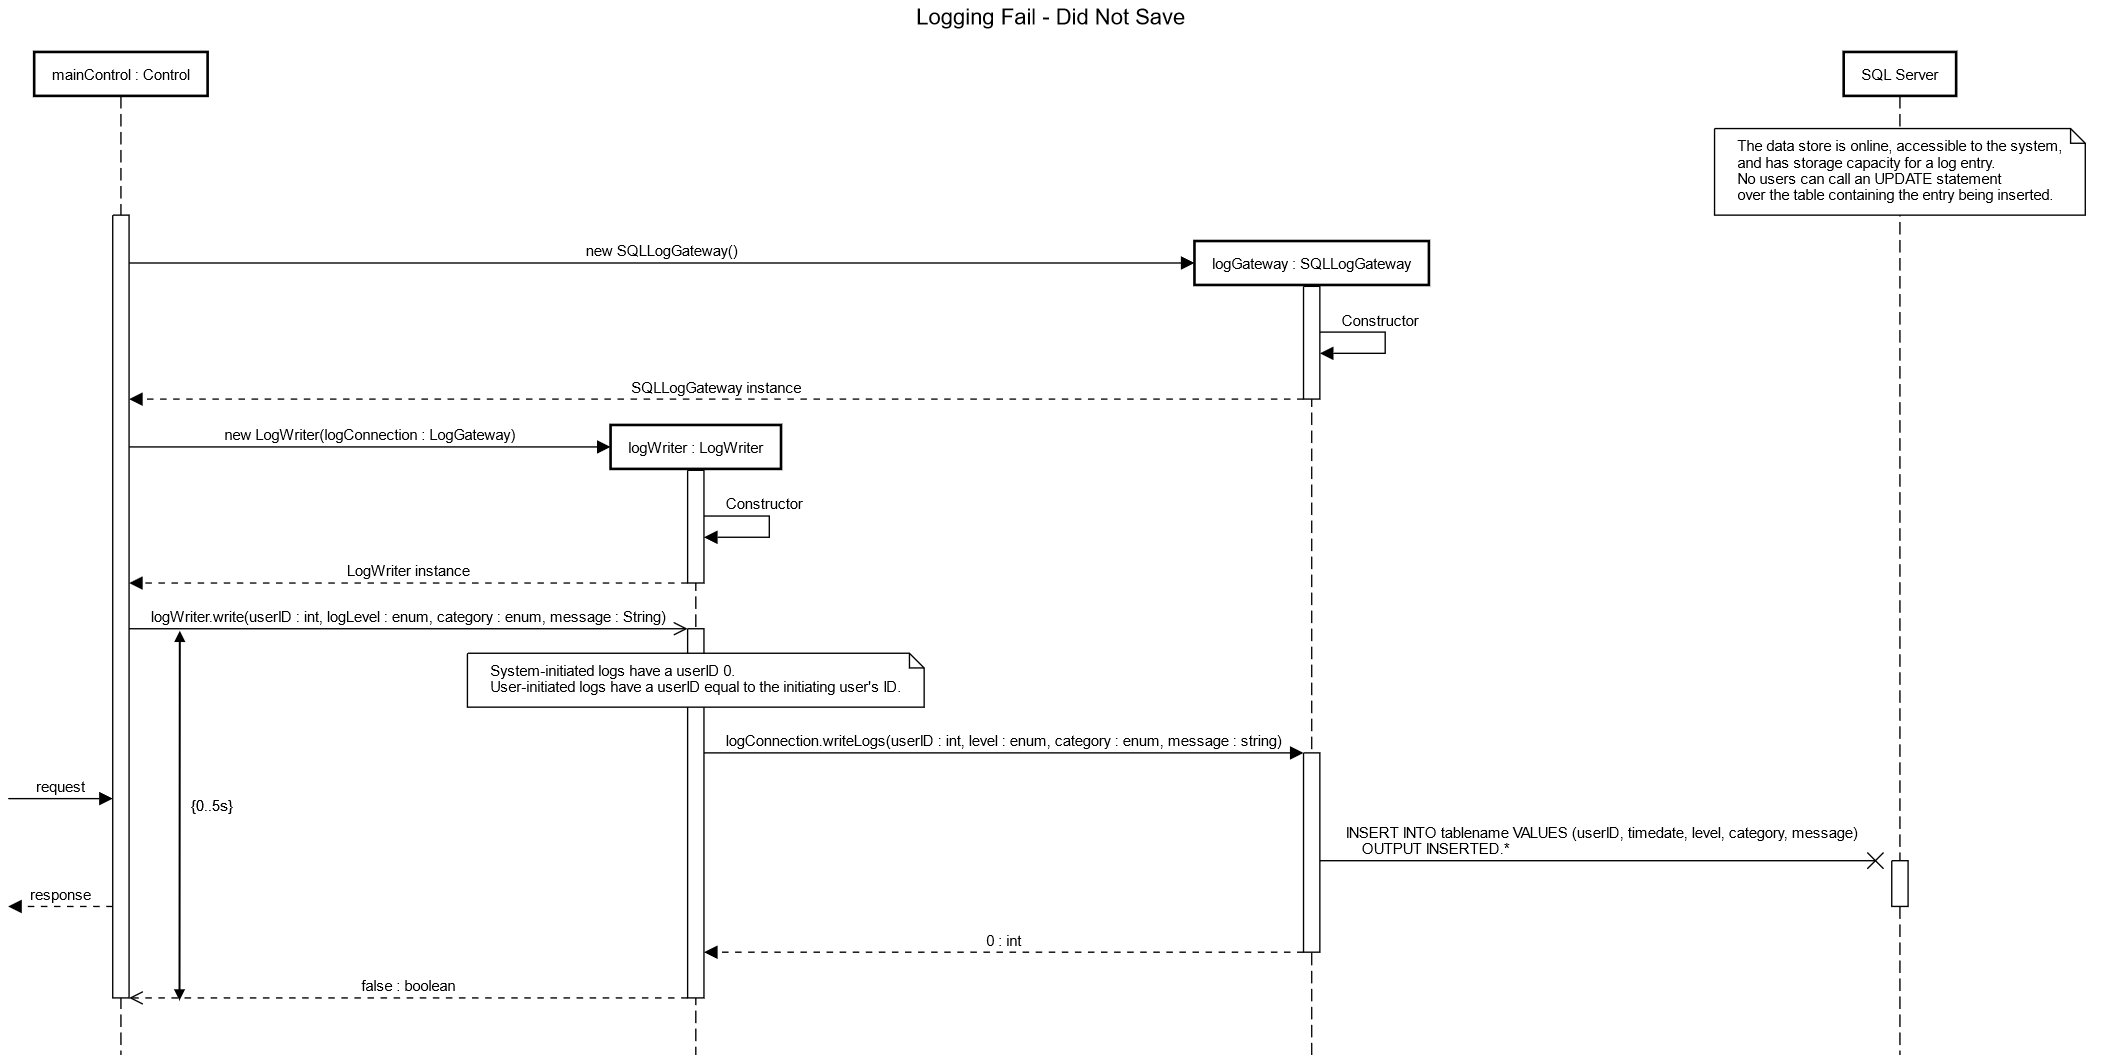 Logging Fail - Did Not Save
mainControl : Control
SQL Server
The data store is online, accessible to the system,
and has storage capacity for a log entry.
No users can call an UPDATE statement
over the table containing the entry being inserted.
new SQLLogGateway()
logGateway : SQLLogGateway
Constructor
SQLLogGateway instance
new LogWriter(logConnection : LogGateway)
logWriter : LogWriter
Constructor
LogWriter instance
logWriter.write(userID : int, logLevel : enum, category : enum, message : String)
System-initiated logs have a userID 0.
User-initiated logs have a userID equal to the initiating user's ID.
logConnection.writeLogs(userID : int, level : enum, category : enum, message : string)
request
{0..5s}
INSERT INTO tablename VALUES (userID, timedate, level, category, message)
OUTPUT INSERTED.*
response
0 : int
false : boolean